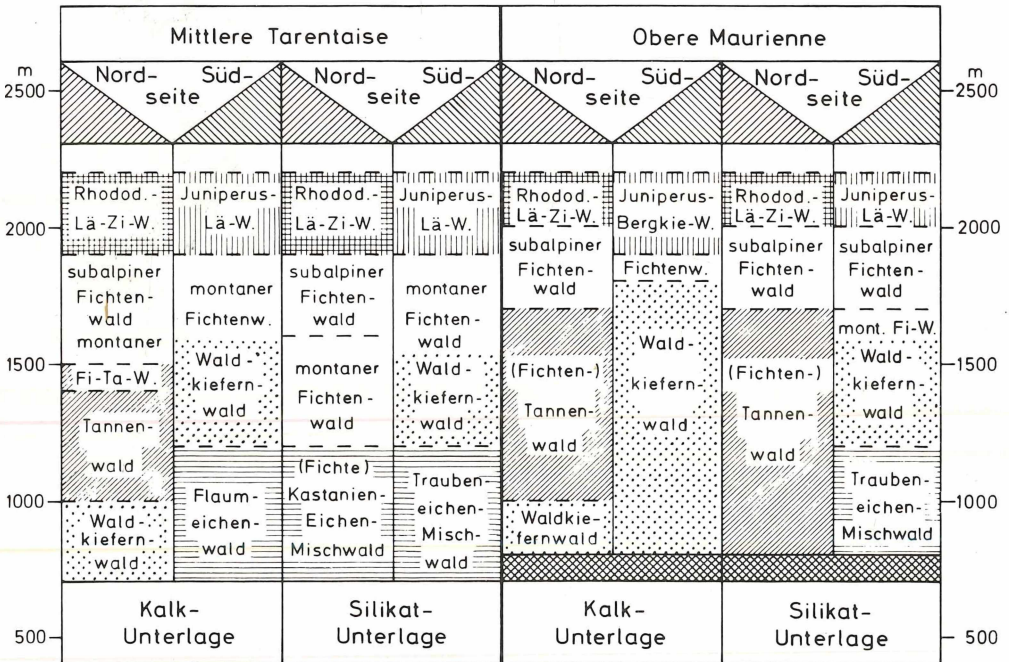 Mittlere Tarentaise
Obere Maurienne
m
2500
2000
1500
1000
500
Nord-
Süd-
seite
Nord-
Süd-
seite
Nord-
Süd-
seite
Nord-
Süd-
seite
m
2500
2000
1500
1000
500
Rhodod.-
Lä-Zi-W.
subalpiner
Fichten-
wald
montaner
Fi-Ta-W.
Tannen-
wald
Wald-
kiefern-
wald
Juniperus-
Lä-W.
montaner
Fichtenw.
Wald-
kiefern-
wald
Flaum-
eichen-
wald
Rhodod.-
Lä-Zi-W.
subalpiner
Fichten-
wald
montaner
Fichten-
wald
(Fichte)
Kastanien-
Eichen-
Mischwald
Juniperus-
Lä-W.
montaner
Fichten-
wald
Wald-
kiefern-
wald
Trauben-
eichen-
Misch-
wald
Rhodod.-
Lä-Zi-W.
subalpiner
Fichten-
wald
(Fichten-)
Tannen-
wald
Waldkie-
fernwald
Juniperus-
Bergkie-W.
Fichtenw.
Wald-
kiefern-
wald
Rhodod.-
Lä-Zi-W.
subalpiner
Fichten-
wald
(Fichten-)
Tannen-
wald
Juniperus-
Lä-W.
subalpiner
Fichten-
wald
mont. Fi-W.
Wald-
kiefern-
wald
Trauben-
eichen-
Mischwald
Kalk-
Unterlage
Silikat-
Unterlage
Kalk-
Unterlage
Silikat-
Unterlage